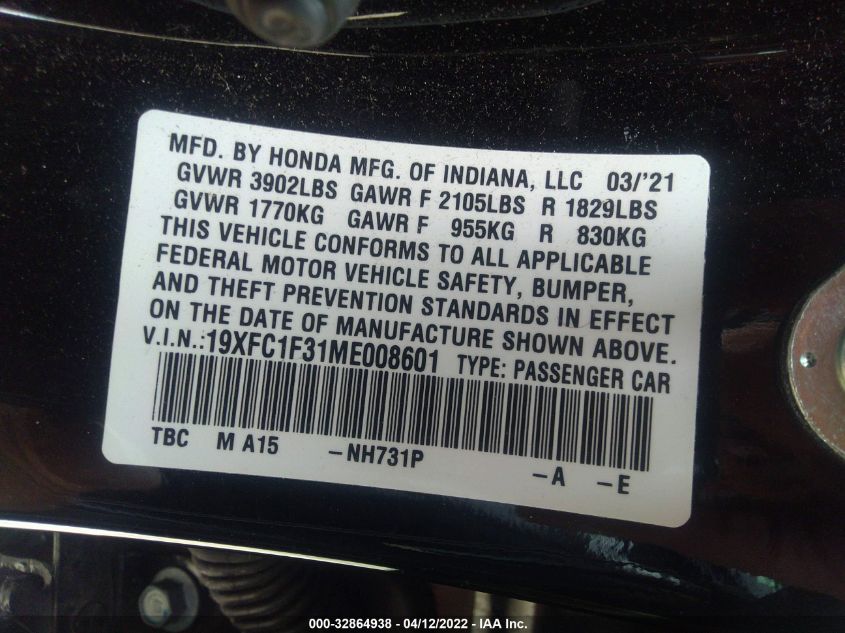 MFD. BY HONDA MFG. OF INDIANA, LLC 03/'21
GVWR 3902LBS GAWR F 2105LBS R 1829LBS
GVWR 1770KG GAWR F 955KG R 830KG
THIS VEHICLE CONFORMS TO ALL APPLICABLE
FEDERAL MOTOR VEHICLE SAFETY, BUMPER,
AND THEFT PREVENTION STANDARDS IN EFFECT
ON THE DATE OF MANUFACTURE SHOWN ABOVE.
V.I.N.:19XFC1F31ME008601 TYPE: PASSENGER CAR
TBC M A15 -NH731P -A -E
000-32864938 - 04/12/2022 - IAA Inc.